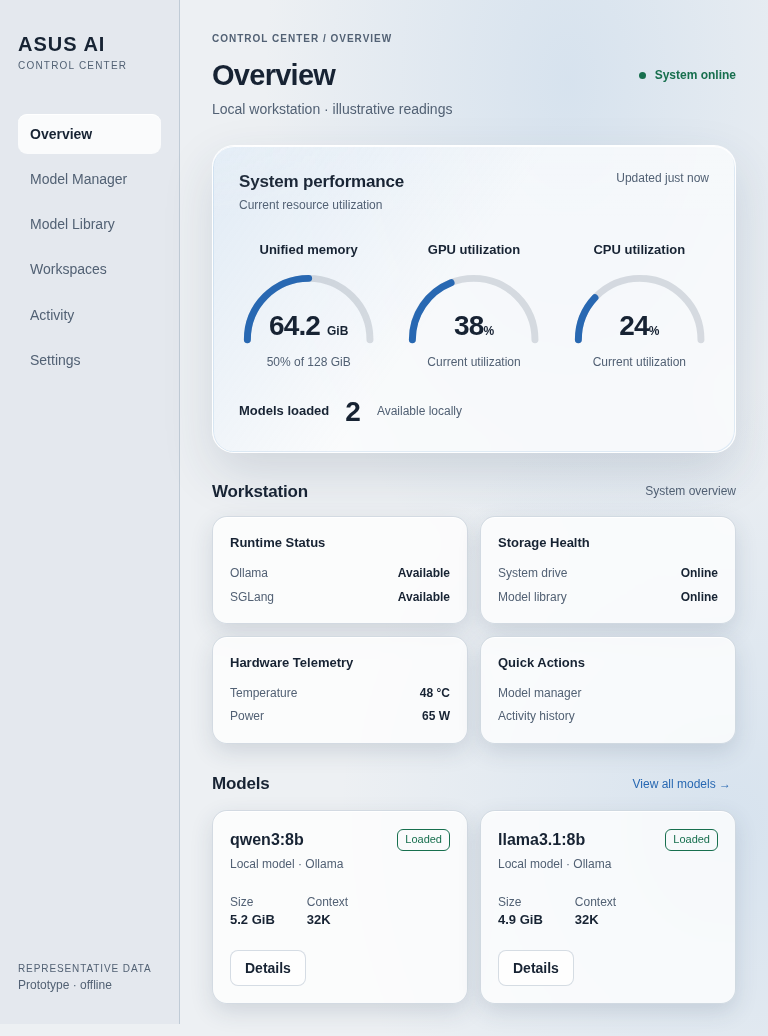 ASUS AI
CONTROL CENTER
Overview
Model Manager
Model Library
Workspaces
Activity
Settings
REPRESENTATIVE DATA
Prototype · offline
CONTROL CENTER / OVERVIEW
Overview
System online
Local workstation · illustrative readings
System performance
Updated just now
Current resource utilization
Unified memory
64.2 GiB
50% of 128 GiB
GPU utilization
38%
Current utilization
CPU utilization
24%
Current utilization
Models loaded 2 Available locally
Workstation
System overview
Runtime Status
Ollama Available
SGLang Available
Storage Health
System drive Online
Model library Online
Hardware Telemetry
Temperature 48 °C
Power 65 W
Quick Actions
Model manager
Activity history
Models
View all models →
qwen3:8b Loaded
Local model · Ollama
Size Context
5.2 GiB 32K
Details
llama3.1:8b Loaded
Local model · Ollama
Size Context
4.9 GiB 32K
Details